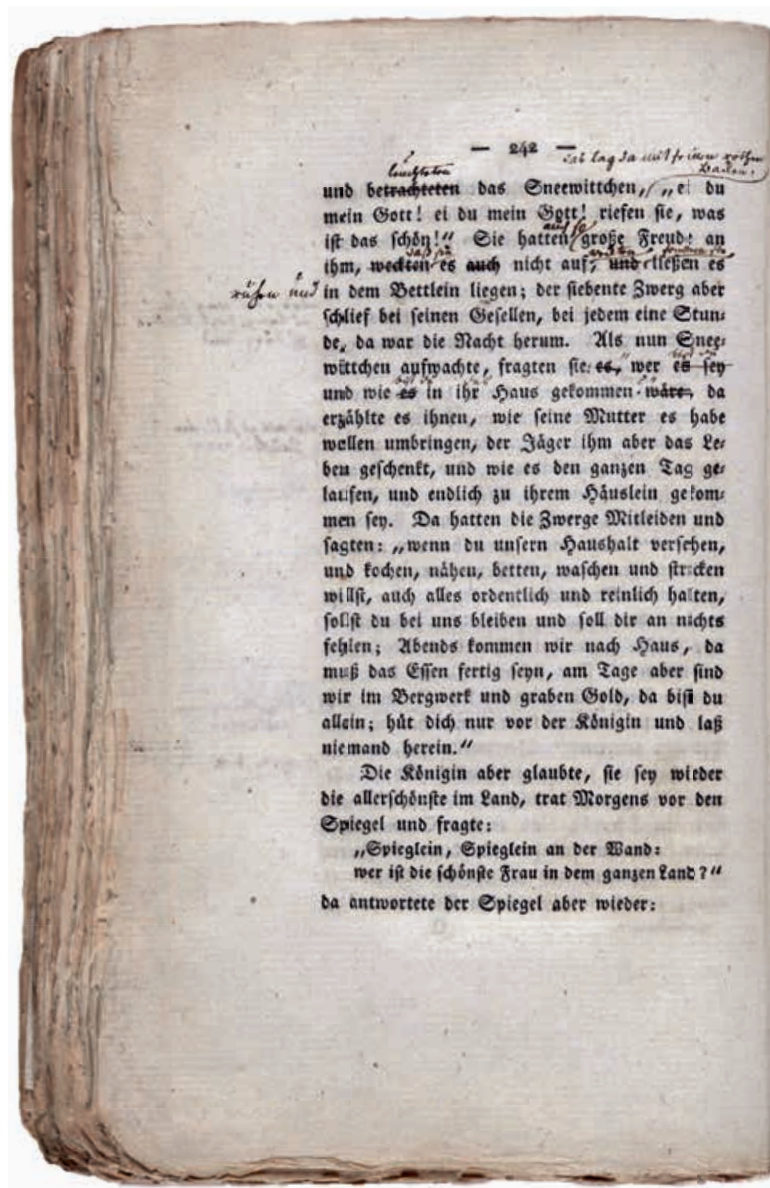 — 242 —
das lag da mit seinen rothen
Backen!
leuchteten
und betrachteten das Sneewittchen, „ei du
mein Gott! ei du mein Gott! riefen sie, was
ist das schön!“ Sie hatten große Freude an
ihm, weckten es auch nicht auf, und ließen es
ruhen und
in dem Bettlein liegen; der siebente Zwerg aber
schlief bei seinen Gesellen, bei jedem eine Stun-
de, da war die Nacht herum. Als nun Snee-
wittchen aufwachte, fragten sie es, wer es sey
und wie es in ihr Haus gekommen wäre, da
erzählte es ihnen, wie seine Mutter es habe
wollen umbringen, der Jäger ihm aber das Le-
ben geschenkt, und wie es den ganzen Tag ge-
laufen, und endlich zu ihrem Häuslein gekom-
men sey. Da hatten die Zwerge Mitleiden und
sagten: „wenn du unsern Haushalt versehen,
und kochen, nähen, betten, waschen und stricken
willst, auch alles ordentlich und reinlich halten,
sollst du bei uns bleiben und soll dir an nichts
fehlen; Abends kommen wir nach Haus, da
muß das Essen fertig seyn, am Tage aber sind
wir im Bergwerk und graben Gold, da bist du
allein; hüt dich nur vor der Königin und laß
niemand herein.“
Die Königin aber glaubte, sie sey wieder
die allerschönste im Land, trat Morgens vor den
Spiegel und fragte:
„Spieglein, Spieglein an der Wand:
wer ist die schönste Frau in dem ganzen Land?“
da antwortete der Spiegel aber wieder: